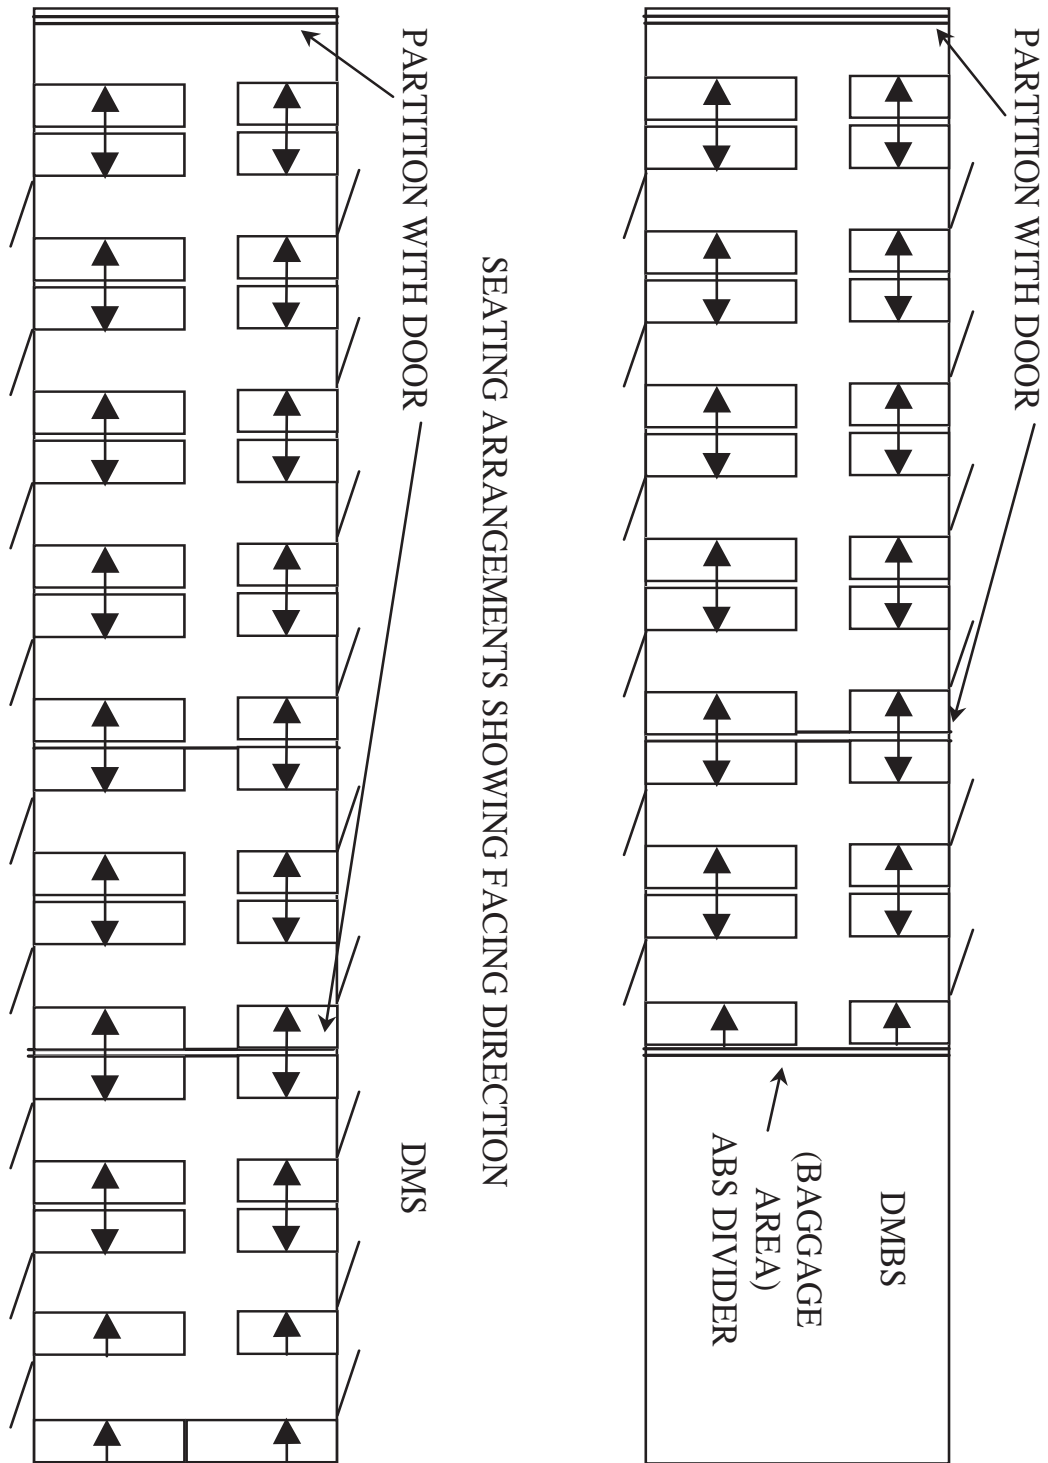 PARTITION WITH DOOR
DMBS
(BAGGAGE
AREA)
ABS DIVIDER
SEATING ARRANGEMENTS SHOWING FACING DIRECTION
PARTITION WITH DOOR
DMS